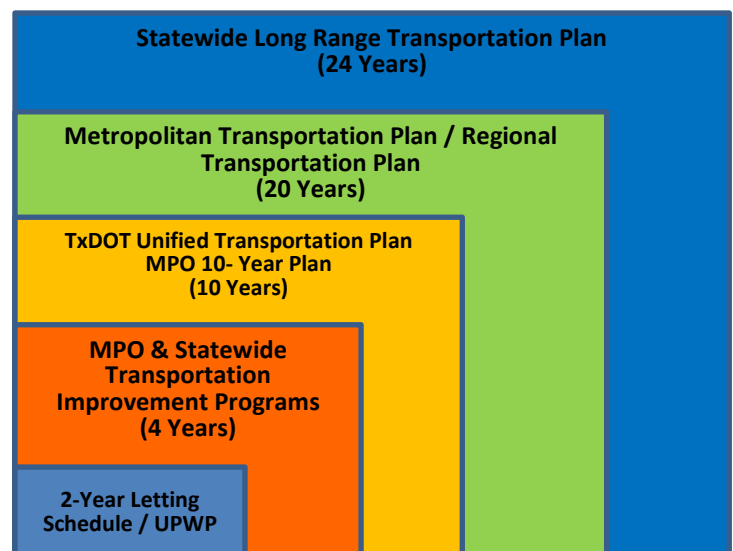 Statewide Long Range Transportation Plan
(24 Years)
Metropolitan Transportation Plan / Regional
Transportation Plan
(20 Years)
TxDOT Unified Transportation Plan
MPO 10- Year Plan
(10 Years)
MPO & Statewide
Transportation
Improvement Programs
(4 Years)
2-Year Letting
Schedule / UPWP